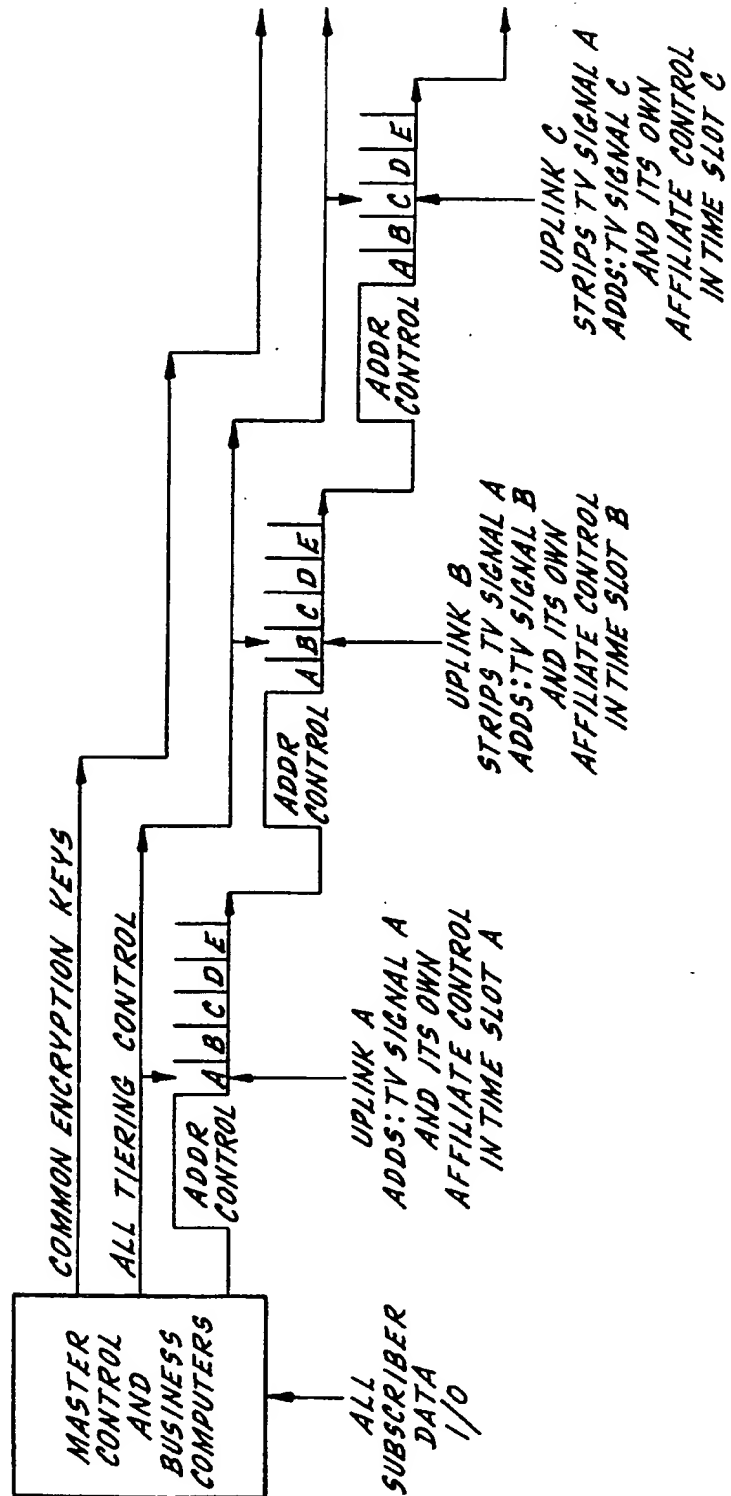 MASTER
CONTROL
AND
BUSINESS
COMPUTERS
ALL
SUBSCRIBER
DATA
I/O
COMMON ENCRYPTION KEYS
ALL TIERING CONTROL
ADDR
CONTROL
A B C D E
UPLINK A
ADDS: TV SIGNAL A
AND ITS OWN
AFFILIATE CONTROL
IN TIME SLOT A
ADDR
CONTROL
A B C D E
UPLINK B
STRIPS TV SIGNAL A
ADDS: TV SIGNAL B
AND ITS OWN
AFFILIATE CONTROL
IN TIME SLOT B
ADDR
CONTROL
A B C D E
UPLINK C
STRIPS TV SIGNAL A
ADDS: TV SIGNAL C
AND ITS OWN
AFFILIATE CONTROL
IN TIME SLOT C